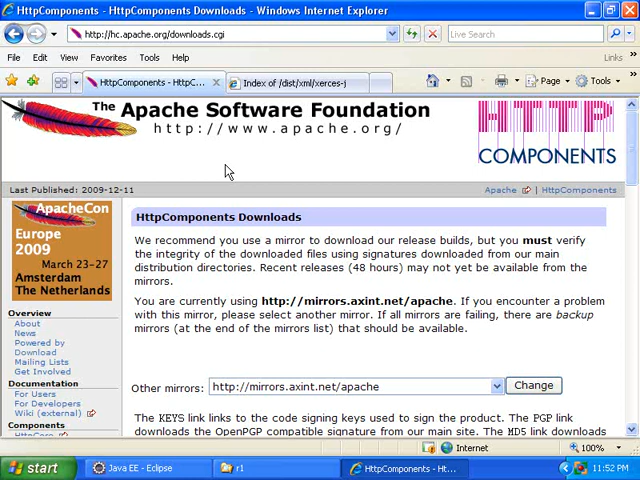 HttpComponents - HttpComponents Downloads - Windows Internet Explorer
http://hc.apache.org/downloads.cgi
Live Search
File Edit View Favorites Tools Help
Links
HttpComponents - HttpC...
Index of /dist/xml/xerces-j
Page
Tools
The Apache Software Foundation
http://www.apache.org/
HTTP
COMPONENTS
Last Published: 2009-12-11
Apache | HttpComponents
ApacheCon
Europe
2009
March 23-27
Amsterdam
The Netherlands
Overview
About
News
Powered by
Download
Mailing Lists
Get Involved
Documentation
For Users
For Developers
Wiki (external)
Components
HttpCore
HttpComponents Downloads
We recommend you use a mirror to download our release builds, but you must verify
the integrity of the downloaded files using signatures downloaded from our main
distribution directories. Recent releases (48 hours) may not yet be available from the
mirrors.
You are currently using http://mirrors.axint.net/apache. If you encounter a problem
with this mirror, please select another mirror. If all mirrors are failing, there are backup
mirrors (at the end of the mirrors list) that should be available.
Other mirrors: http://mirrors.axint.net/apache Change
The KEYS link links to the code signing keys used to sign the product. The PGP link
downloads the OpenPGP compatible signature from our main site. The MD5 link downloads
Internet
100%
start
Java EE - Eclipse
r1
HttpComponents - Ht...
11:52 PM